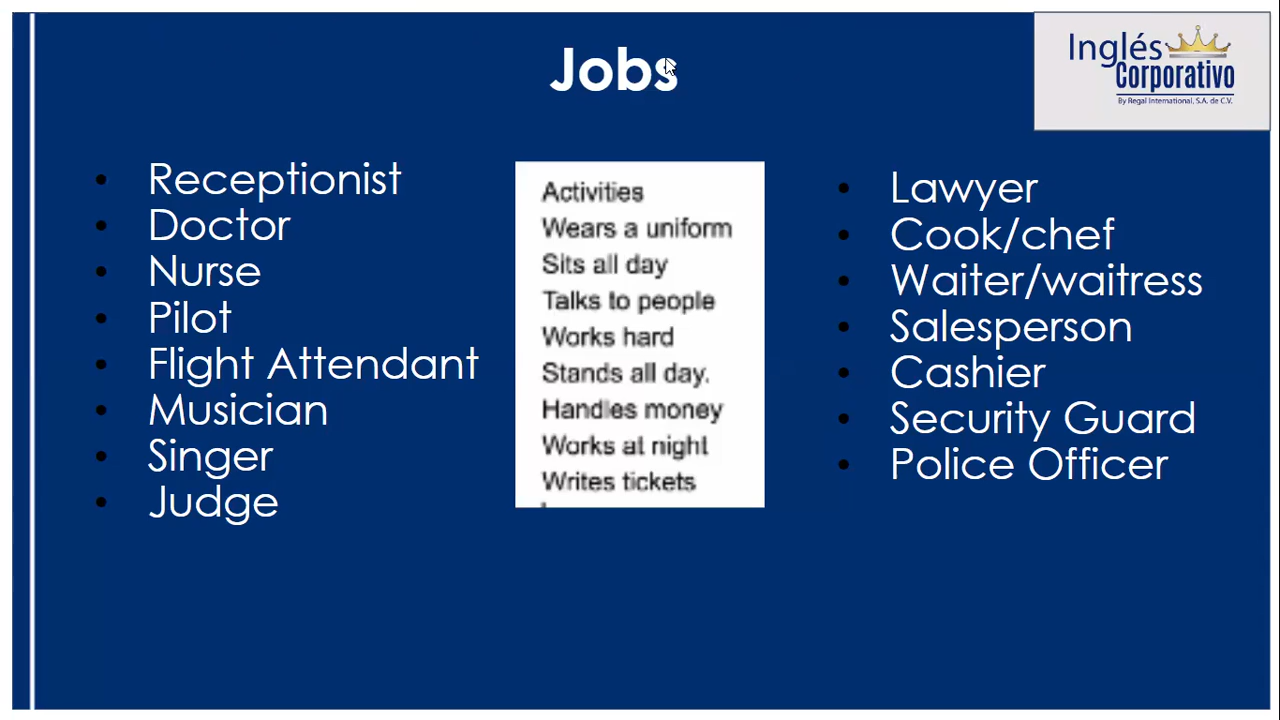 Jobs
Inglés
Corporativo
By Regal International, S.A. de C.V.
• Receptionist
• Doctor
• Nurse
• Pilot
• Flight Attendant
• Musician
• Singer
• Judge
Activities
Wears a uniform
Sits all day
Talks to people
Works hard
Stands all day.
Handles money
Works at night
Writes tickets
• Lawyer
• Cook/chef
• Waiter/waitress
• Salesperson
• Cashier
• Security Guard
• Police Officer